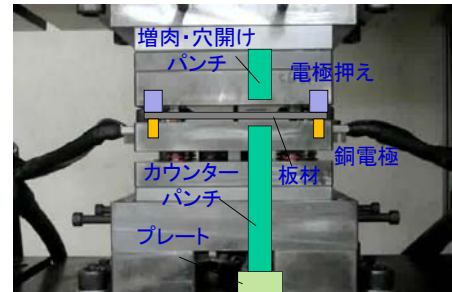 増肉・穴開け
パンチ
電極押え
銅電極
板材
カウンター
パンチ
プレート